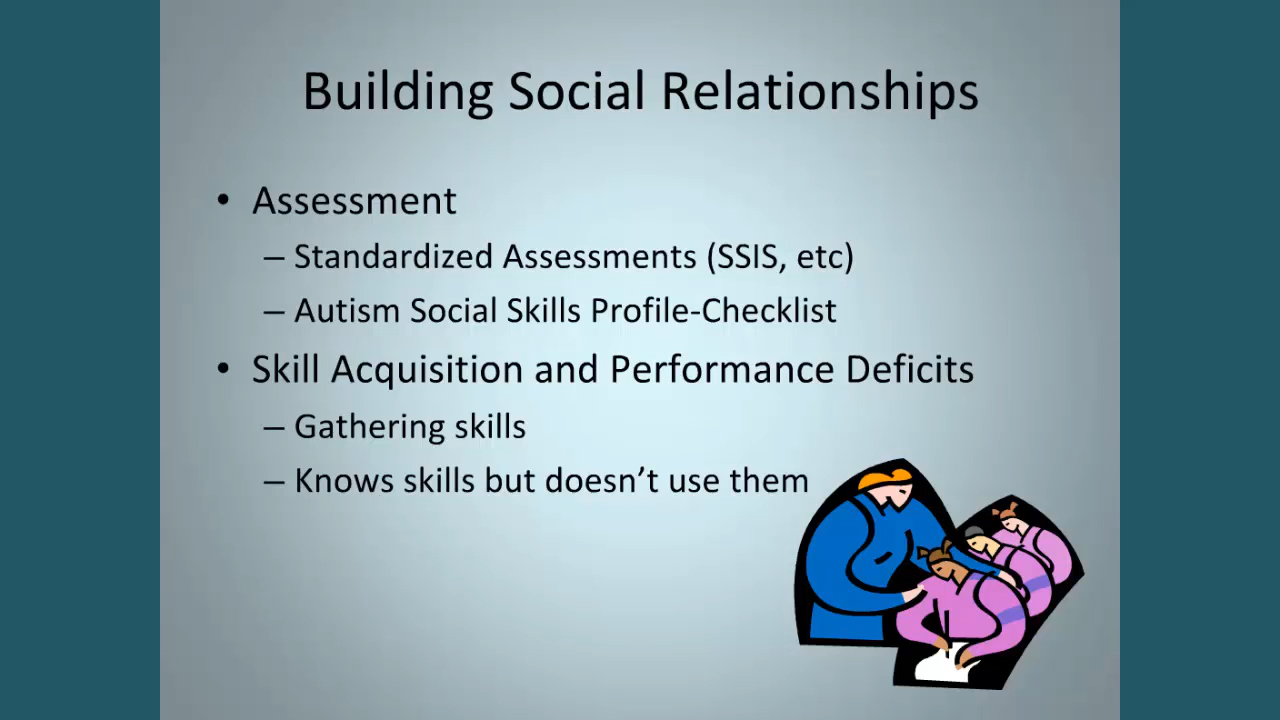 Building Social Relationships
• Assessment
– Standardized Assessments (SSIS, etc)
– Autism Social Skills Profile-Checklist
• Skill Acquisition and Performance Deficits
– Gathering skills
– Knows skills but doesn’t use them